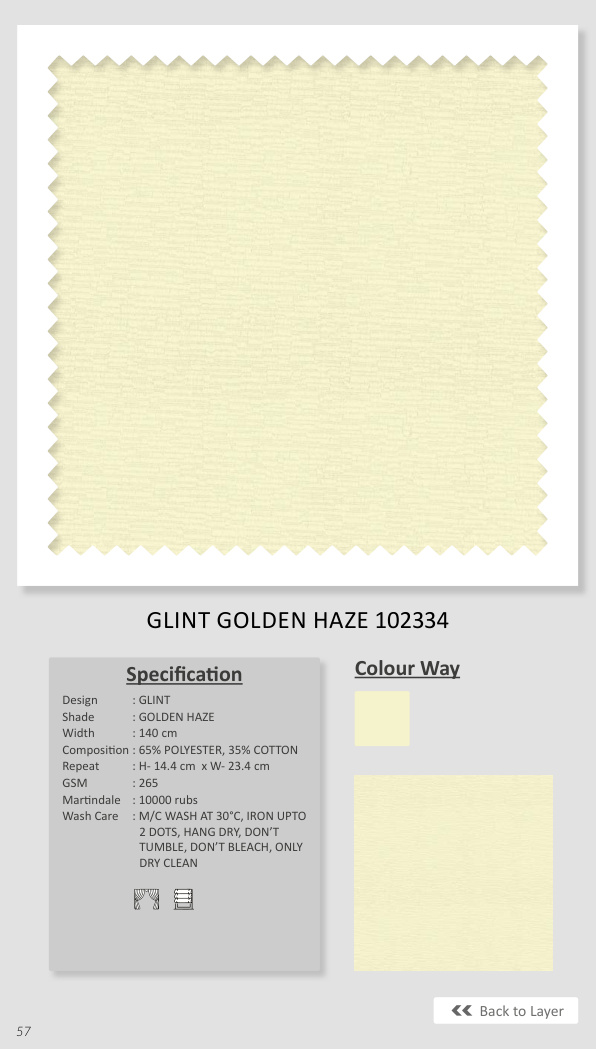 GLINT GOLDEN HAZE 102334
Specification
Design : GLINT
Shade : GOLDEN HAZE
Width : 140 cm
Composition : 65% POLYESTER, 35% COTTON
Repeat : H- 14.4 cm x W- 23.4 cm
GSM : 265
Martindale : 10000 rubs
Wash Care : M/C WASH AT 30°C, IRON UPTO
2 DOTS, HANG DRY, DON'T
TUMBLE, DON'T BLEACH, ONLY
DRY CLEAN
Colour Way
Back to Layer
57